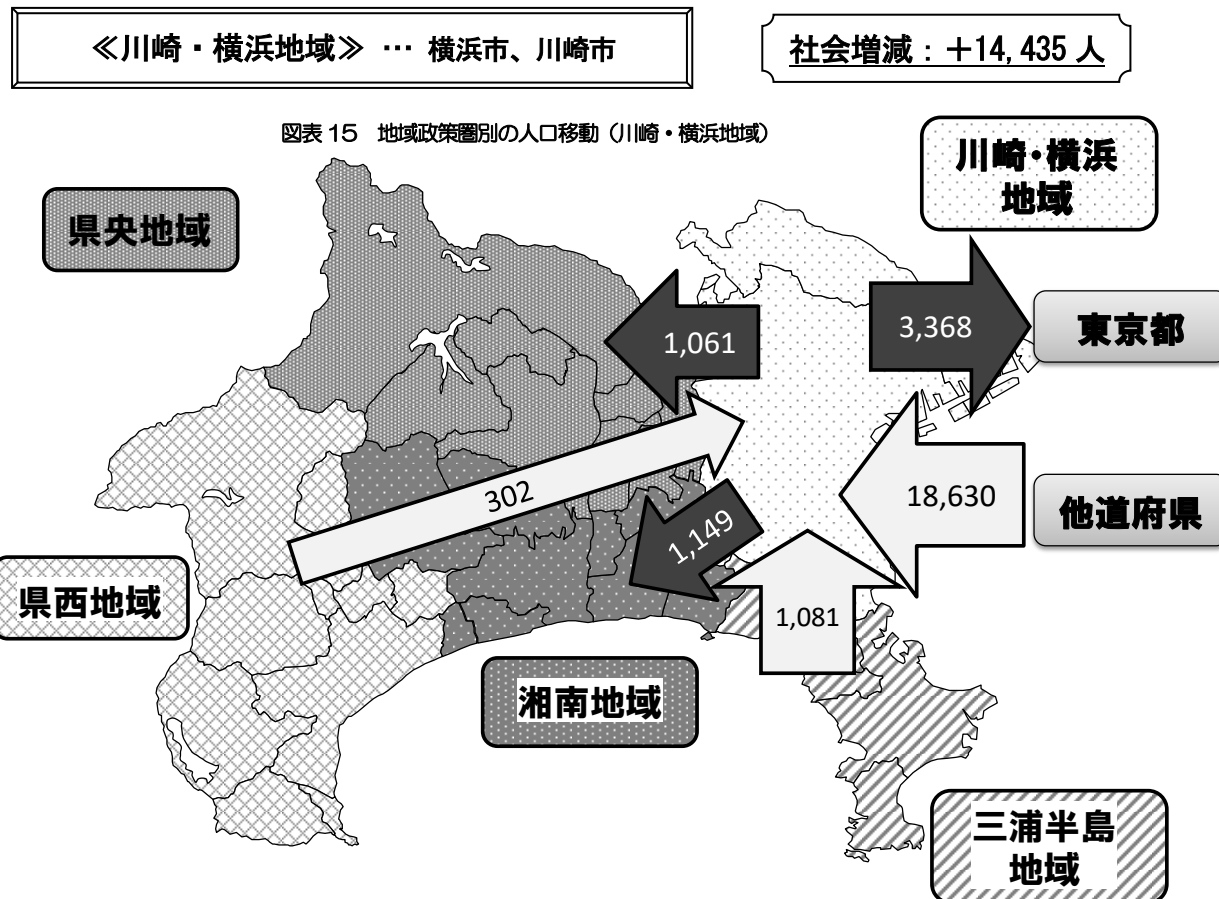 ≪川崎・横浜地域≫ … 横浜市、川崎市
社会増減：＋14,435 人
図表 15　地域政策圏別の人口移動（川崎・横浜地域）
川崎・横浜
地域
県央地域
1,061
3,368
東京都
302
18,630
他道府県
1,149
県西地域
1,081
湘南地域
三浦半島
地域